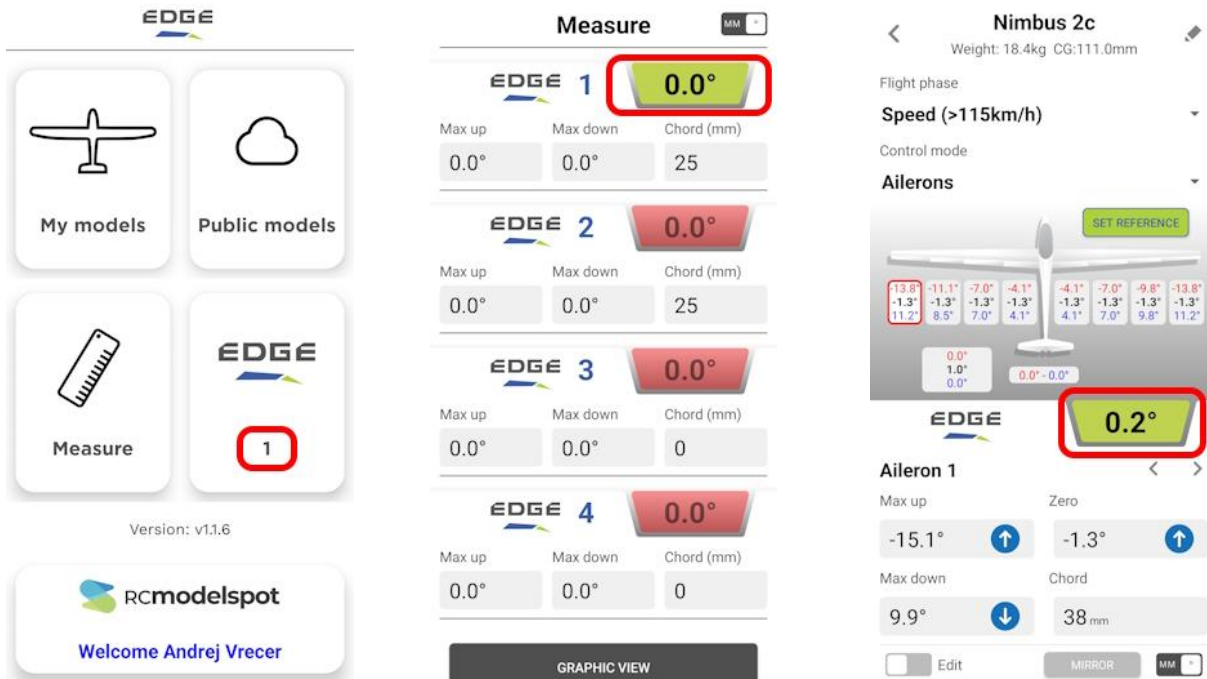 EDGE
My models
Public models
Measure
EDGE
1
Version: v1.1.6
RCmodelspot
Welcome Andrej Vrecer
Measure
MM °
EDGE 1 0.0°
Max up Max down Chord (mm)
0.0° 0.0° 25
EDGE 2 0.0°
Max up Max down Chord (mm)
0.0° 0.0° 25
EDGE 3 0.0°
Max up Max down Chord (mm)
0.0° 0.0° 0
EDGE 4 0.0°
Max up Max down Chord (mm)
0.0° 0.0° 0
GRAPHIC VIEW
Nimbus 2c
Weight: 18.4kg CG:111.0mm
Flight phase
Speed (>115km/h)
Control mode
Ailerons
SET REFERENCE
-13.8° -11.1° -7.0° -4.1° -4.1° -7.0° -9.8° -13.8°
-1.3° -1.3° -1.3° -1.3° -1.3° -1.3° -1.3° -1.3°
11.2° 8.5° 7.0° 4.1° 4.1° 7.0° 9.8° 11.2°
0.0°
1.0°
0.0°
0.0° - 0.0°
EDGE 0.2°
Aileron 1
Max up Zero
-15.1° -1.3°
Max down Chord
9.9° 38 mm
Edit MIRROR MM °